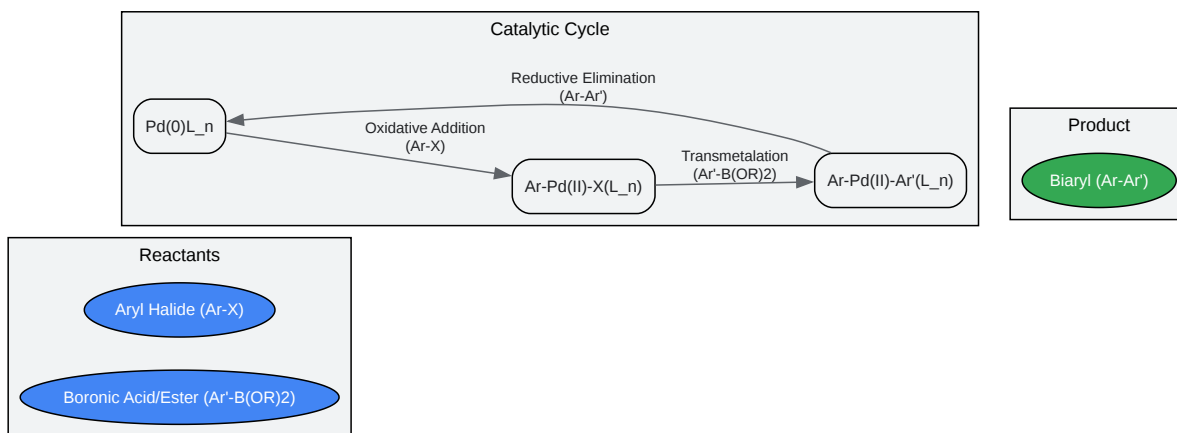 Catalytic Cycle
Reductive Elimination
(Ar-Ar')
Pd(0)L_n
Oxidative Addition
(Ar-X)
Ar-Pd(II)-X(L_n)
Transmetalation
(Ar'-B(OR)2)
Ar-Pd(II)-Ar'(L_n)
Product
Biaryl (Ar-Ar')
Reactants
Aryl Halide (Ar-X)
Boronic Acid/Ester (Ar'-B(OR)2)